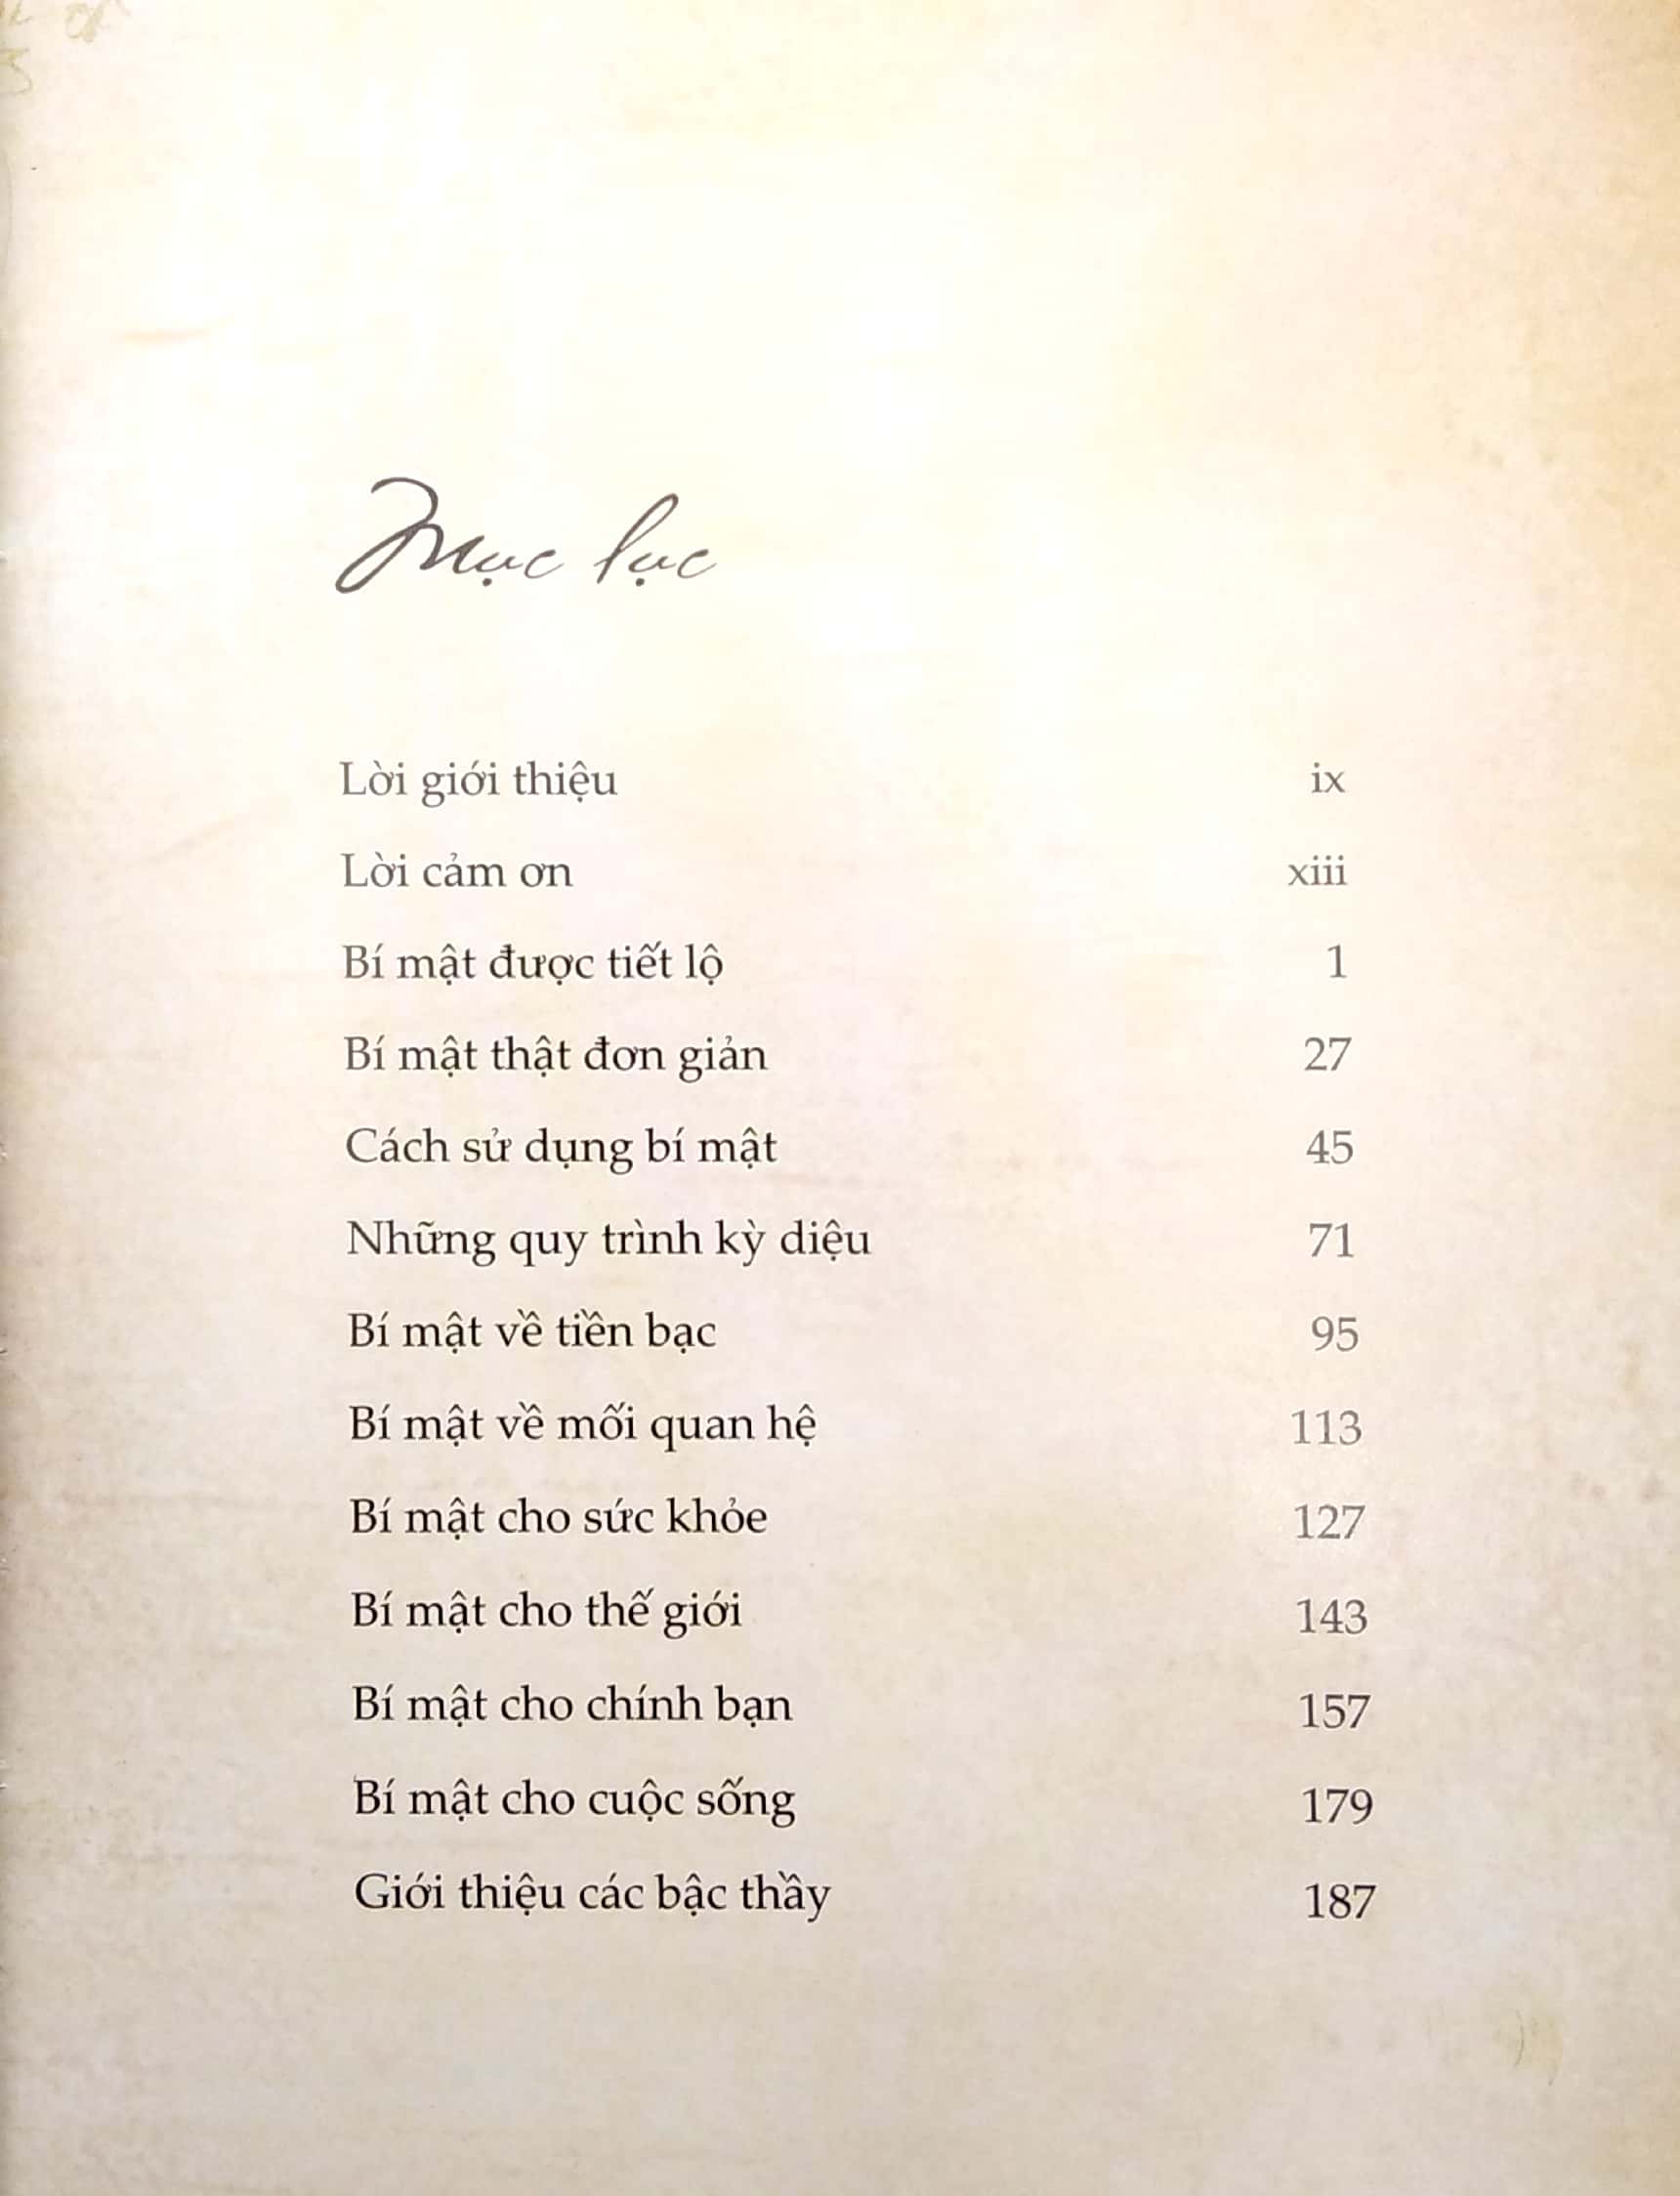 Mục lục
Lời giới thiệu ix
Lời cảm ơn xiii
Bí mật được tiết lộ 1
Bí mật thật đơn giản 27
Cách sử dụng bí mật 45
Những quy trình kỳ diệu 71
Bí mật về tiền bạc 95
Bí mật về mối quan hệ 113
Bí mật cho sức khỏe 127
Bí mật cho thế giới 143
Bí mật cho chính bạn 157
Bí mật cho cuộc sống 179
Giới thiệu các bậc thầy 187